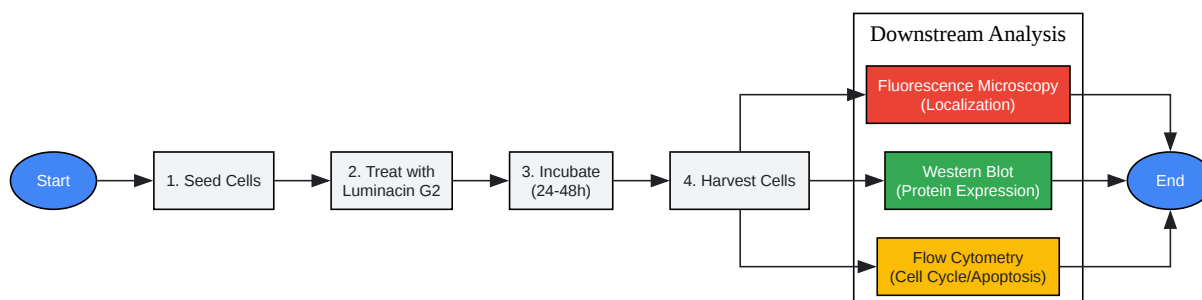 Start
1. Seed Cells
2. Treat with
Luminacin G2
3. Incubate
(24-48h)
4. Harvest Cells
Downstream Analysis
Fluorescence Microscopy
(Localization)
Western Blot
(Protein Expression)
Flow Cytometry
(Cell Cycle/Apoptosis)
End